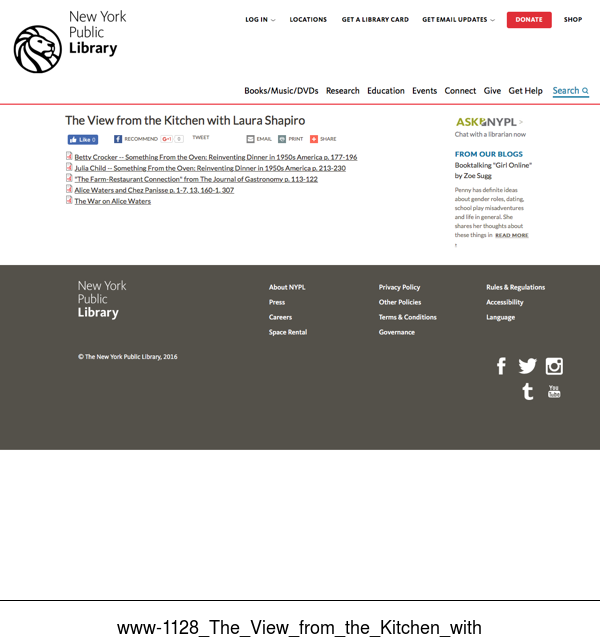 New York
Public
Library
LOG IN LOCATIONS GET A LIBRARY CARD GET EMAIL UPDATES DONATE SHOP
Books/Music/DVDs Research Education Events Connect Give Get Help Search
The View from the Kitchen with Laura Shapiro
Like 0 RECOMMEND G+1 0 TWEET EMAIL PRINT SHARE
Betty Crocker -- Something From the Oven: Reinventing Dinner in 1950s America p. 177-196
Julia Child -- Something From the Oven: Reinventing Dinner in 1950s America p. 213-230
"The Farm-Restaurant Connection" from The Journal of Gastronomy p. 113-122
Alice Waters and Chez Panisse p. 1-7, 13, 160-1, 307
The War on Alice Waters
ASK NYPL >
Chat with a librarian now
FROM OUR BLOGS
Booktalking "Girl Online"
by Zoe Sugg
Penny has definite ideas
about gender roles, dating,
school play misadventures
and life in general. She
shares her thoughts about
these things in READ MORE
New York
Public
Library
About NYPL
Press
Careers
Space Rental
Privacy Policy
Other Policies
Terms & Conditions
Governance
Rules & Regulations
Accessibility
Language
© The New York Public Library, 2016
You
Tube
www-1128_The_View_from_the_Kitchen_with